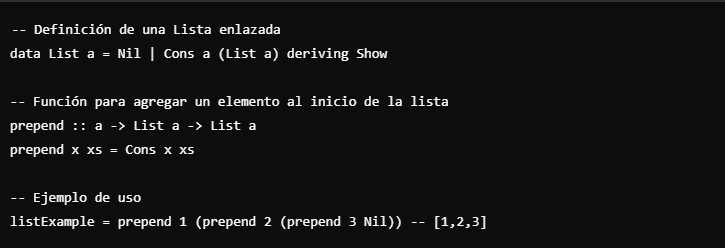 -- Definición de una Lista enlazada
data List a = Nil | Cons a (List a) deriving Show
-- Función para agregar un elemento al inicio de la lista
prepend :: a -> List a -> List a
prepend x xs = Cons x xs
-- Ejemplo de uso
listExample = prepend 1 (prepend 2 (prepend 3 Nil)) -- [1,2,3]